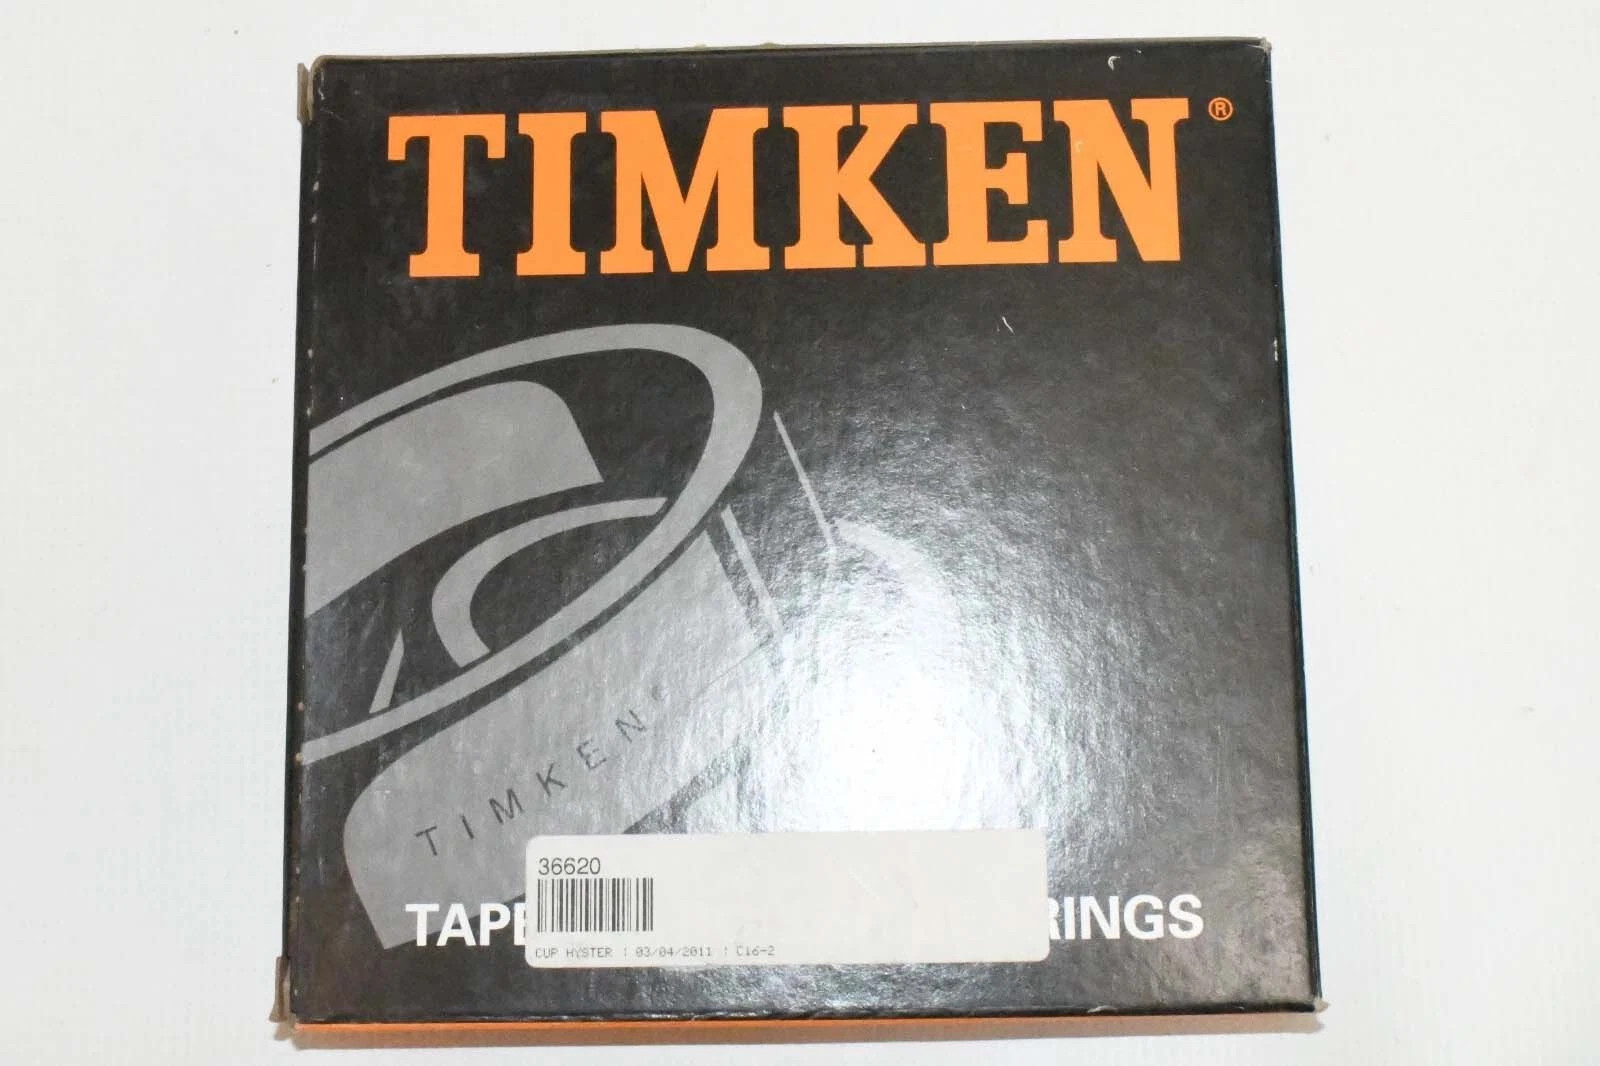 TIMKEN®
TIMKEN®
36620
TAPE RINGS
CUP HYSTER : 03/04/2011 : C16-2